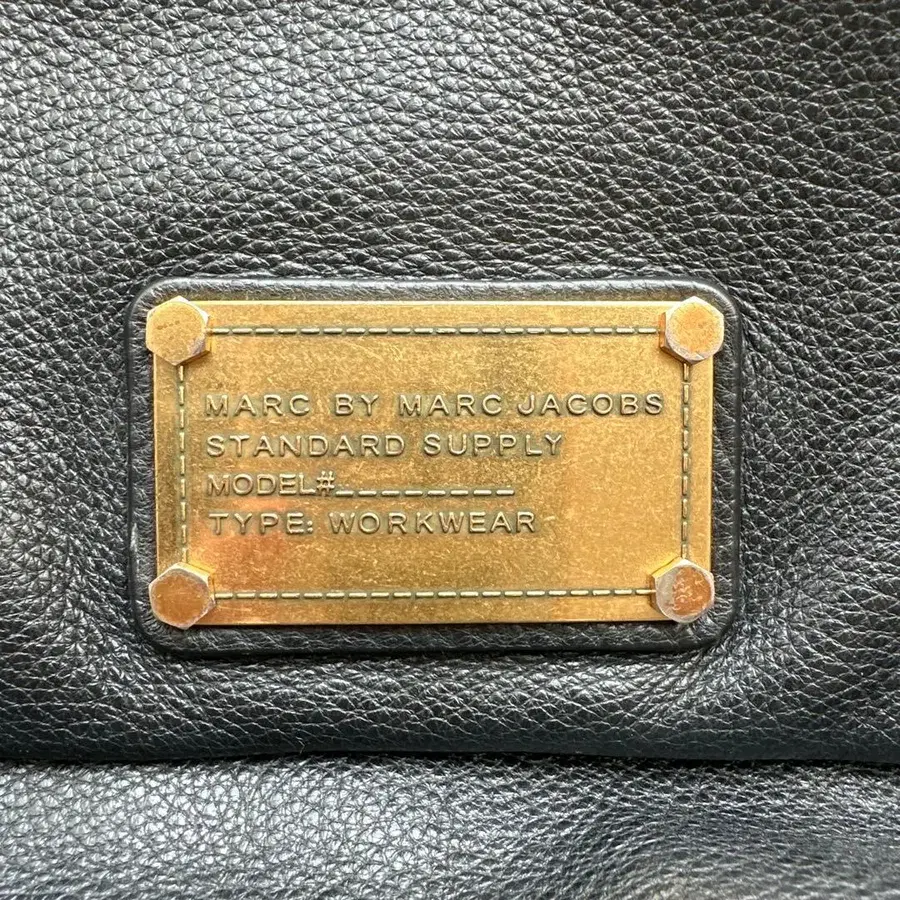 MARC BY MARC JACOBS
STANDARD SUPPLY
MODEL#_________
TYPE: WORKWEAR